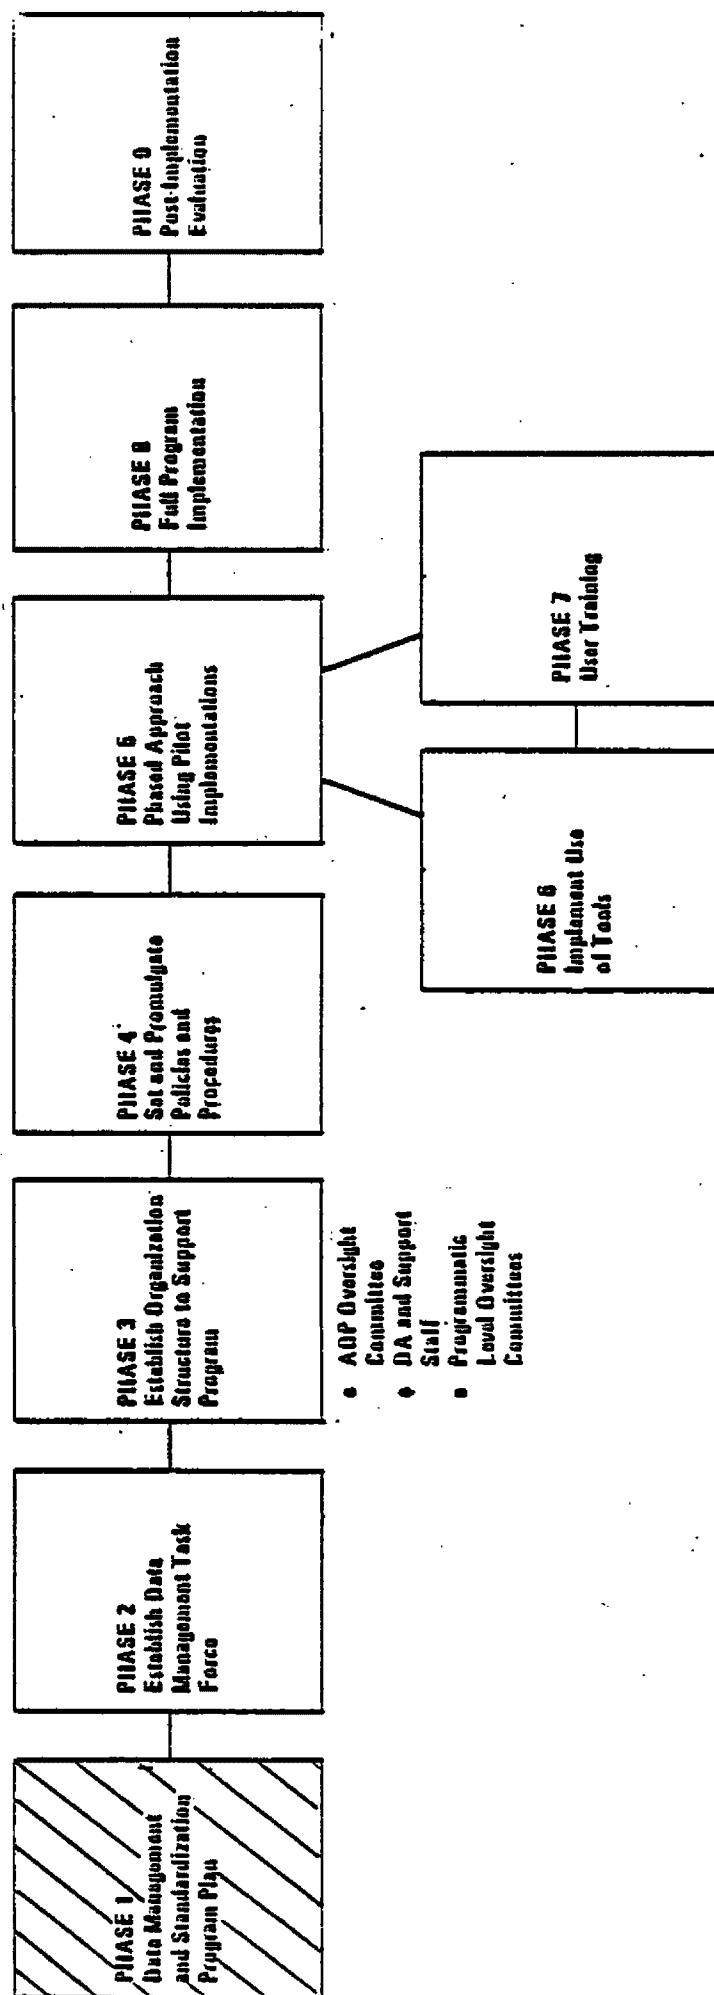 PHASE 1
Data Management
and Standardization
Program Plan
PHASE 2
Establish Data
Management Task
Force
PHASE 3
Establish Organization
Structure to Support
Program
• ADP Oversight
Committee
• DA and Support
Staff
• Programmatic
Level Oversight
Committees
PHASE 4
Set and Promulgate
Policies and
Procedures
PHASE 5
Phased Approach
Using Pilot
Implementations
PHASE 6
Implement Use
of Tools
PHASE 7
User Training
PHASE 8
Full Program
Implementation
PHASE 9
Post-Implementation
Evaluation